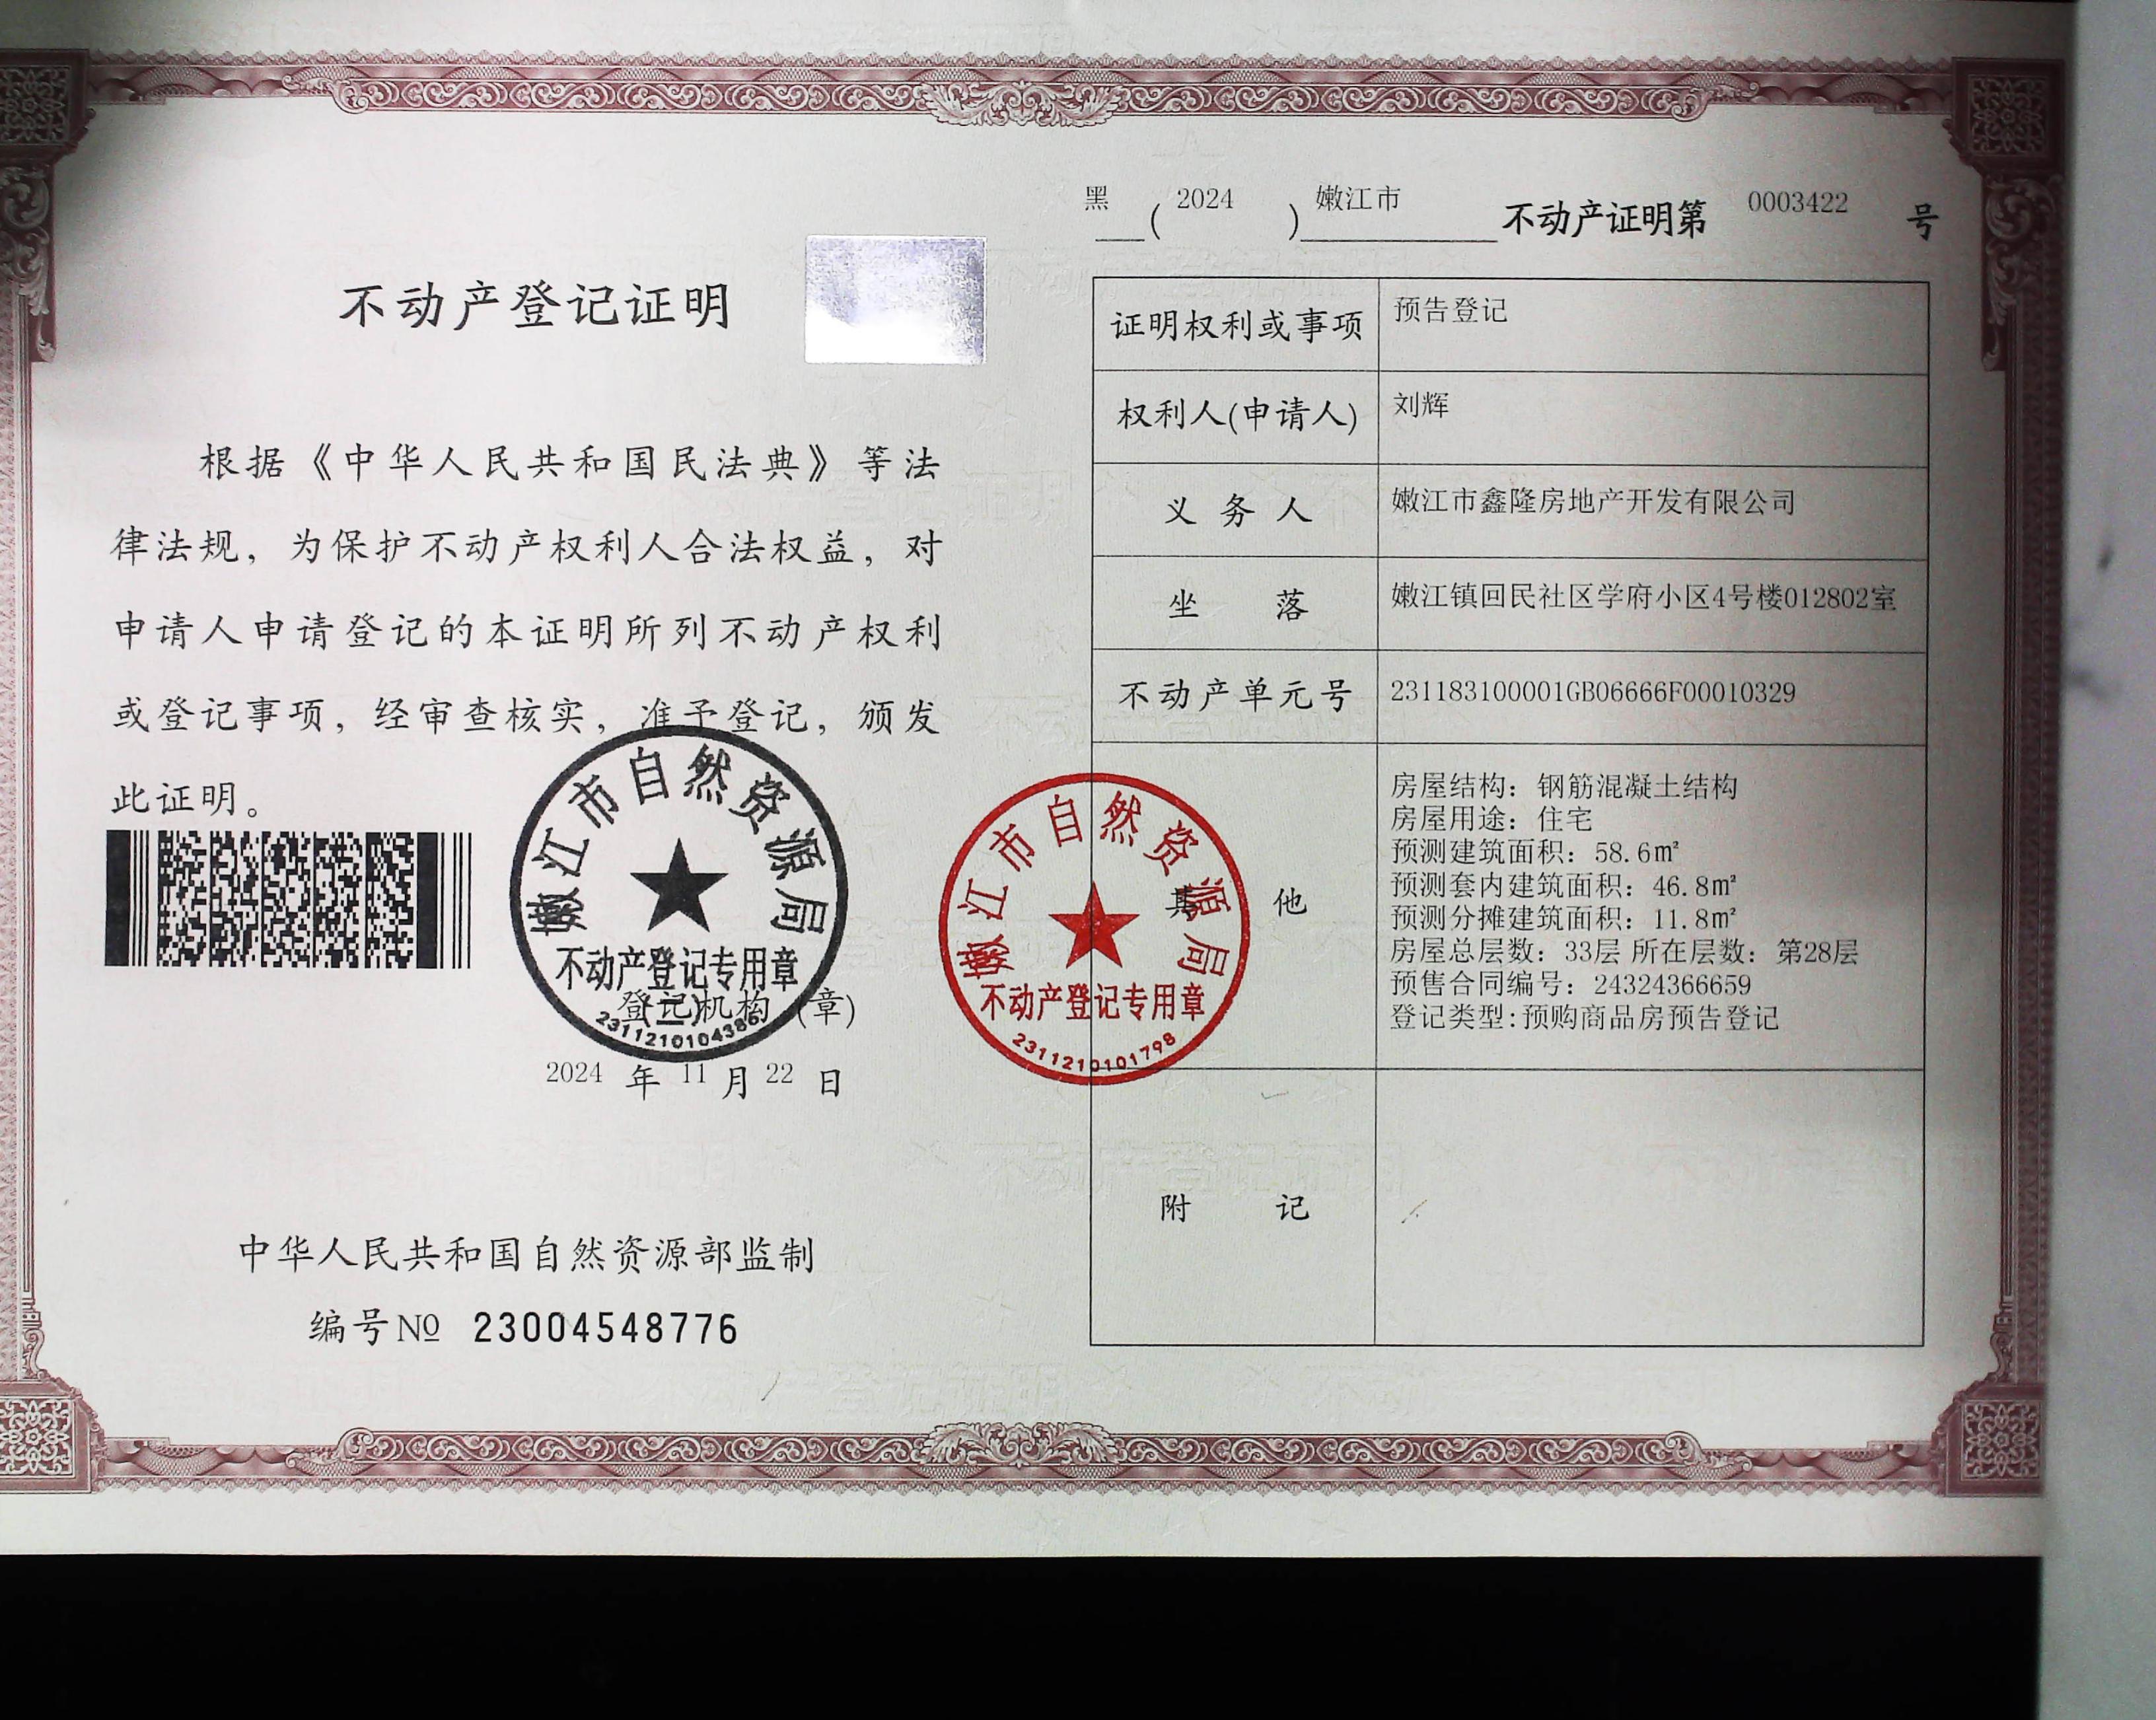 不动产登记证明
根据《中华人民共和国民法典》等法
律法规，为保护不动产权利人合法权益，对
申请人申请登记的本证明所列不动产权利
或登记事项，经审查核实，准予登记，颁发
此证明。
嫩江市自然资源局
不动产登记专用章
登记机构（章）
2311210104386
2024 年 11 月 22 日
中华人民共和国自然资源部监制
编号№ 23004548776
黑 ( 2024 ) 嫩江市 不动产证明第 0003422 号
证明权利或事项 预告登记
权利人(申请人) 刘辉
义务人 嫩江市鑫隆房地产开发有限公司
坐落 嫩江镇回民社区学府小区4号楼012802室
不动产单元号 231183100001GB06666F00010329
其他
房屋结构：钢筋混凝土结构
房屋用途：住宅
预测建筑面积：58.6㎡
预测套内建筑面积：46.8㎡
预测分摊建筑面积：11.8㎡
房屋总层数：33层 所在层数：第28层
预售合同编号：24324366659
登记类型:预购商品房预告登记
嫩江市自然资源局
不动产登记专用章
2311210101798
附记